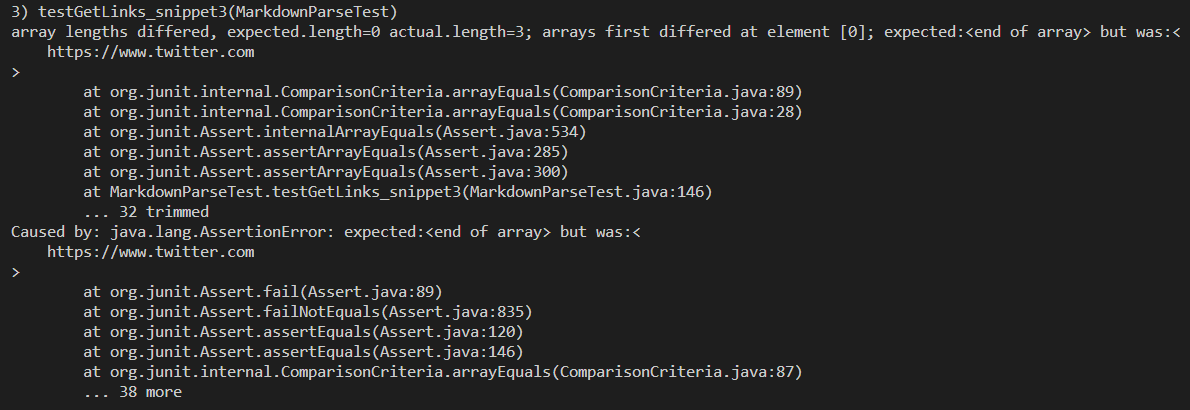 3) testGetLinks_snippet3(MarkdownParseTest)
array lengths differed, expected.length=0 actual.length=3; arrays first differed at element [0]; expected:<end of array> but was:<
    https://www.twitter.com
>
        at org.junit.internal.ComparisonCriteria.arrayEquals(ComparisonCriteria.java:89)
        at org.junit.internal.ComparisonCriteria.arrayEquals(ComparisonCriteria.java:28)
        at org.junit.Assert.internalArrayEquals(Assert.java:534)
        at org.junit.Assert.assertArrayEquals(Assert.java:285)
        at org.junit.Assert.assertArrayEquals(Assert.java:300)
        at MarkdownParseTest.testGetLinks_snippet3(MarkdownParseTest.java:146)
        ... 32 trimmed
Caused by: java.lang.AssertionError: expected:<end of array> but was:<
    https://www.twitter.com
>
        at org.junit.Assert.fail(Assert.java:89)
        at org.junit.Assert.failNotEquals(Assert.java:835)
        at org.junit.Assert.assertEquals(Assert.java:120)
        at org.junit.Assert.assertEquals(Assert.java:146)
        at org.junit.internal.ComparisonCriteria.arrayEquals(ComparisonCriteria.java:87)
        ... 38 more